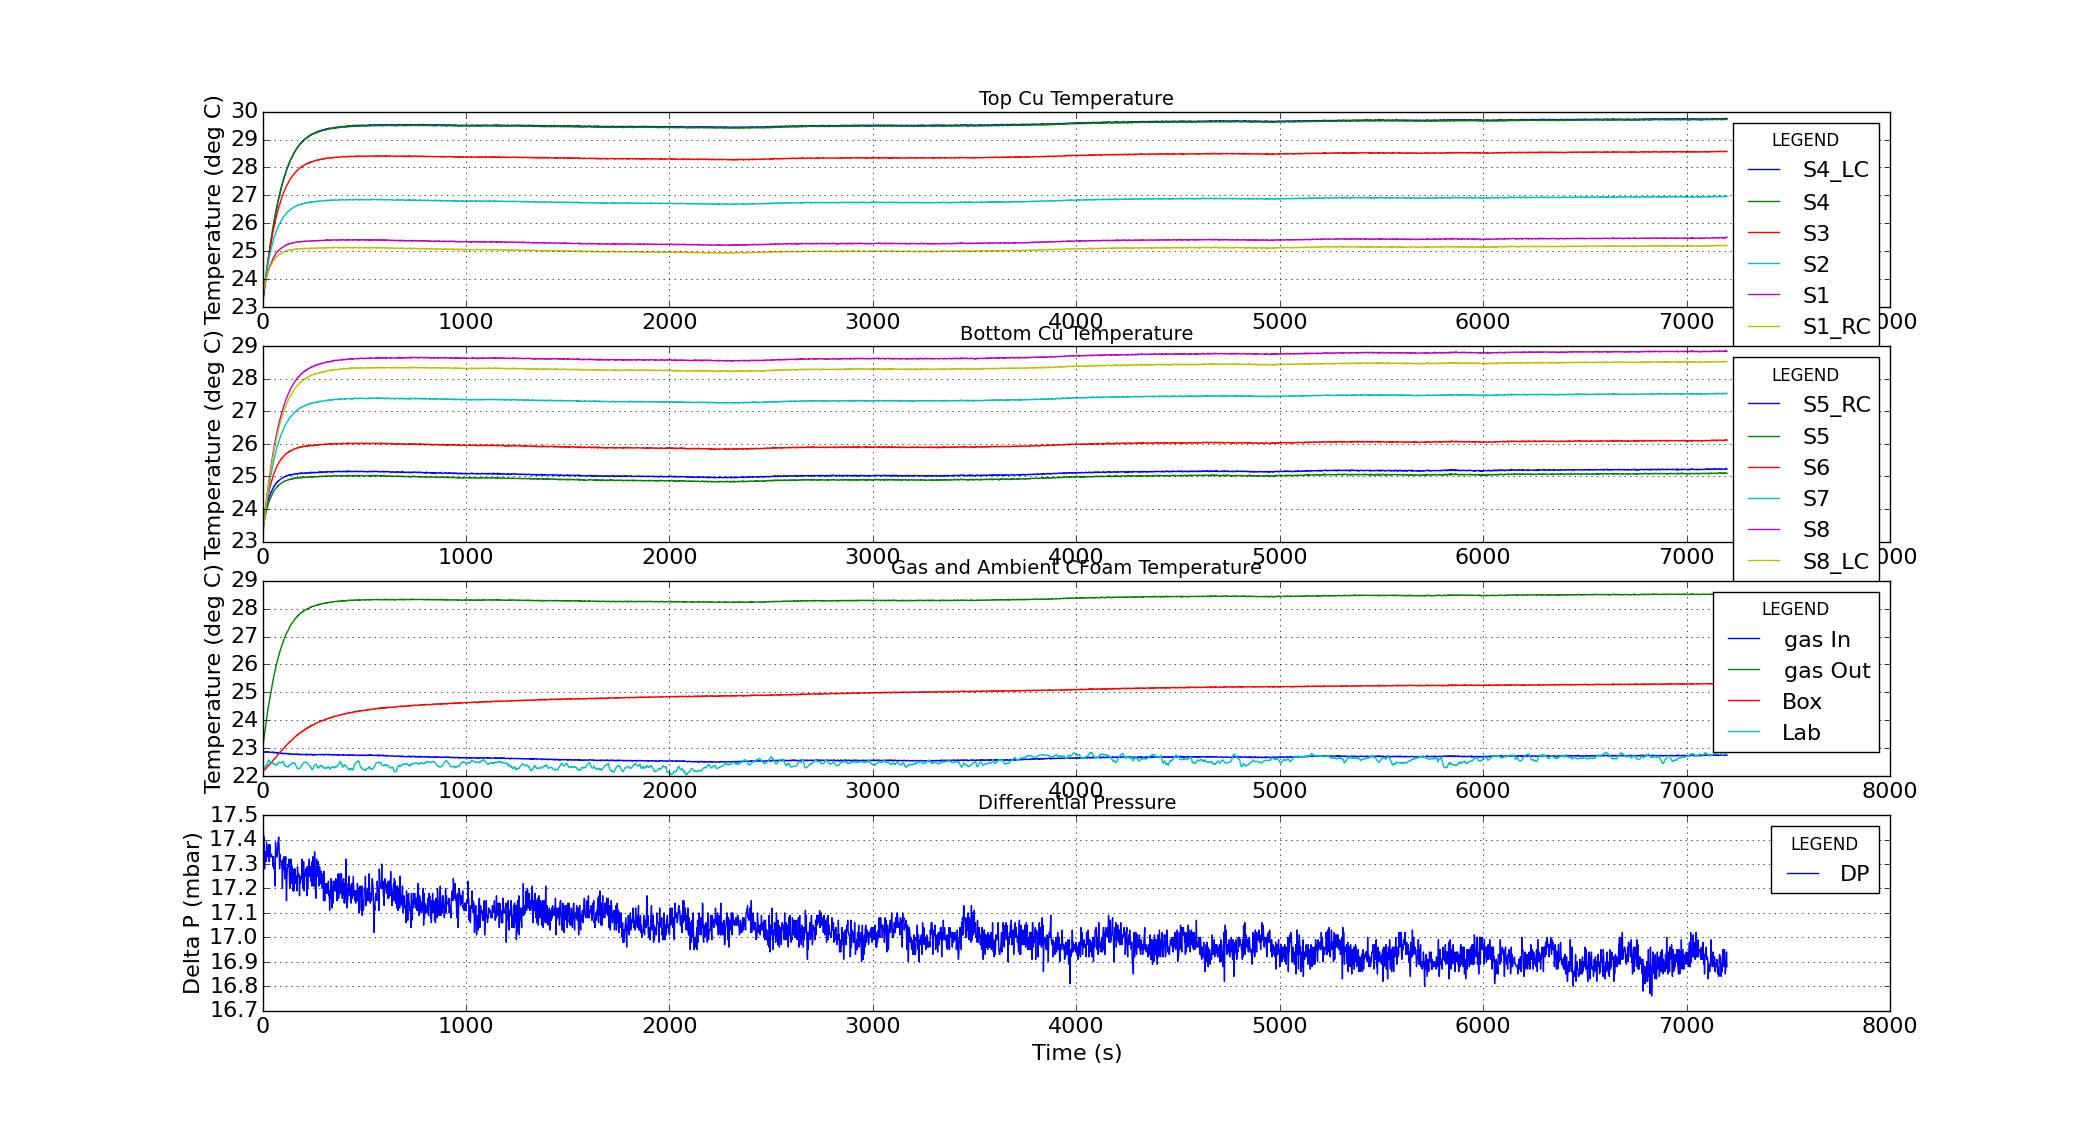 Top Cu Temperature
Temperature (deg C)
30
29
28
27
26
25
24
23
0 1000 2000 3000 4000 5000 6000 7000 000
LEGEND
S4_LC
S4
S3
S2
S1
S1_RC
Bottom Cu Temperature
Temperature (deg C)
29
28
27
26
25
24
23
0 1000 2000 3000 4000 5000 6000 7000 000
LEGEND
S5_RC
S5
S6
S7
S8
S8_LC
Gas and Ambient CFoam Temperature
Temperature (deg C)
29
28
27
26
25
24
23
22
0 1000 2000 3000 4000 5000 6000 7000 8000
LEGEND
gas In
gas Out
Box
Lab
Differential Pressure
Delta P (mbar)
17.5
17.4
17.3
17.2
17.1
17.0
16.9
16.8
16.7
0 1000 2000 3000 4000 5000 6000 7000 8000
LEGEND
DP
Time (s)